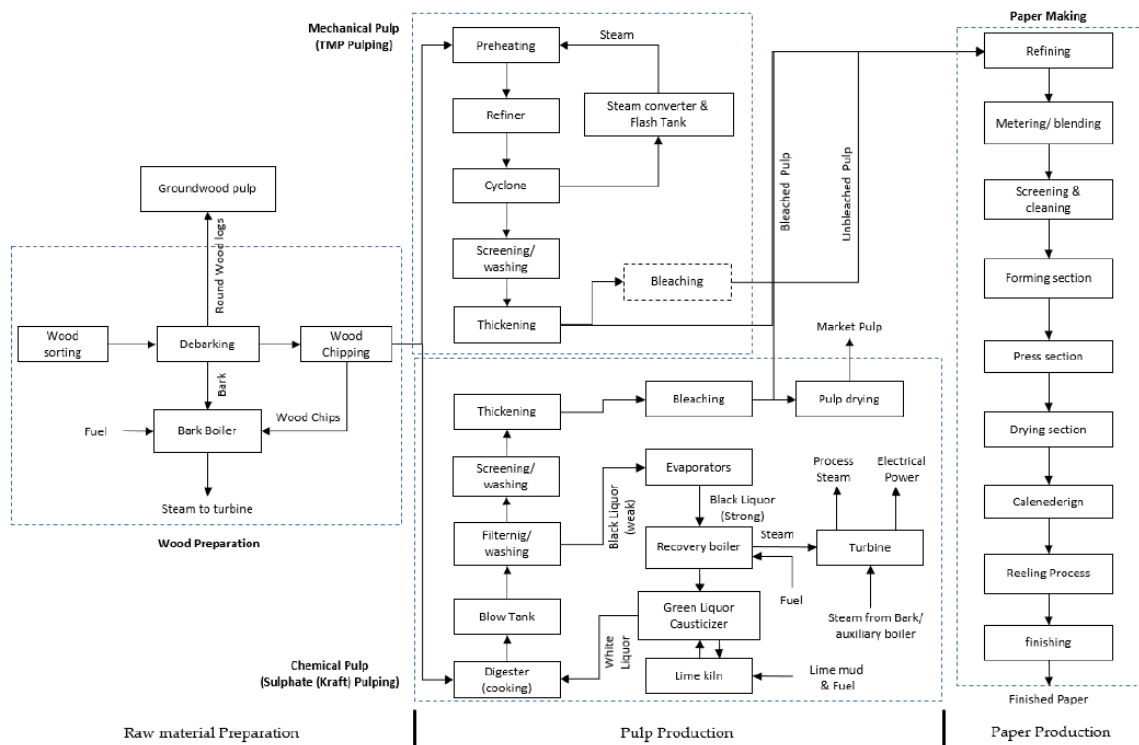 Mechanical Pulp
(TMP Pulping)
Preheating
Steam
Refiner
Steam converter &
Flash Tank
Cyclone
Screening/
washing
Bleaching
Thickening
Bleached Pulp
Unbleached Pulp
Groundwood pulp
Round Wood logs
Wood
sorting
Debarking
Wood
Chipping
Bark
Wood Chips
Fuel
Bark Boiler
Steam to turbine
Wood Preparation
Market Pulp
Thickening
Bleaching
Pulp drying
Screening/
washing
Evaporators
Process
Steam
Electrical
Power
Black Liquor
(weak)
Black Liquor
(Strong)
Filternig/
washing
Recovery boiler
Steam
Turbine
Fuel
Blow Tank
Green Liquor
Causticizer
Steam from Bark/
auxiliary boiler
White
Liquor
Chemical Pulp
(Sulphate (Kraft) Pulping)
Digester
(cooking)
Lime kiln
Lime mud
& Fuel
Paper Making
Refining
Metering/ blending
Screening &
cleaning
Forming section
Press section
Drying section
Calenederign
Reeling Process
finishing
Finished Paper
Raw material Preparation
Pulp Production
Paper Production